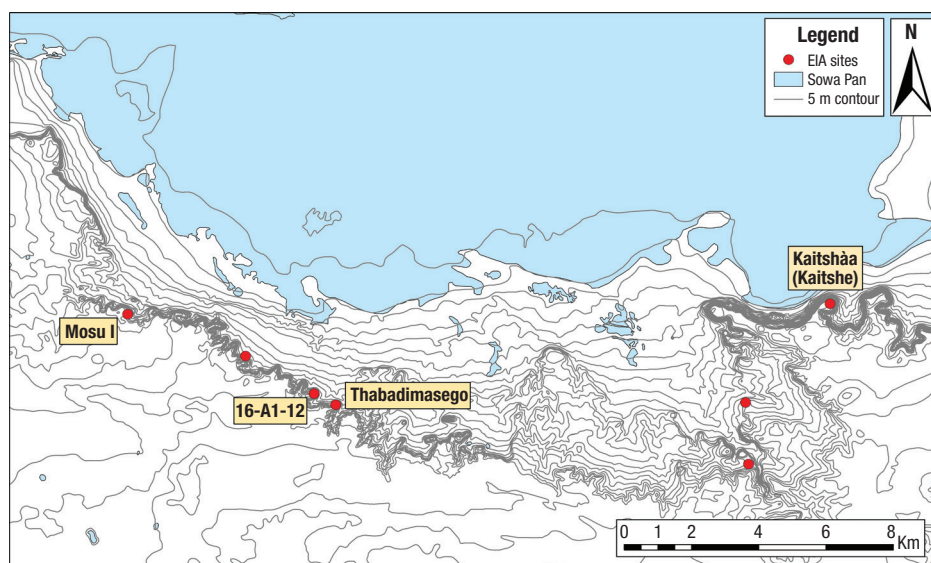 Legend
EIA sites
Sowa Pan
5 m contour
N
Kaitshàa
(Kaitshe)
Mosu I
16-A1-12
Thabadimasego
0 1 2 4 6 8
Km